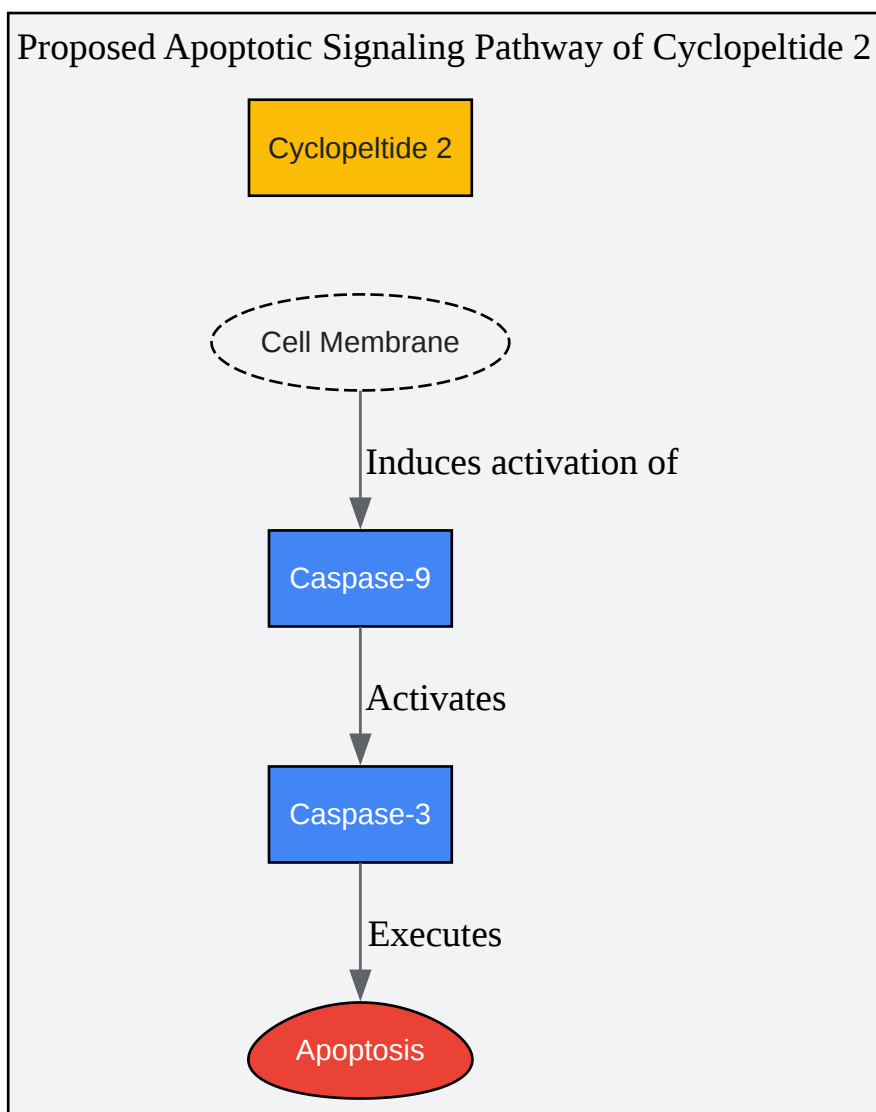 Proposed Apoptotic Signaling Pathway of Cyclopeltide 2
Cyclopeltide 2
Cell Membrane
Induces activation of
Caspase-9
Activates
Caspase-3
Executes
Apoptosis